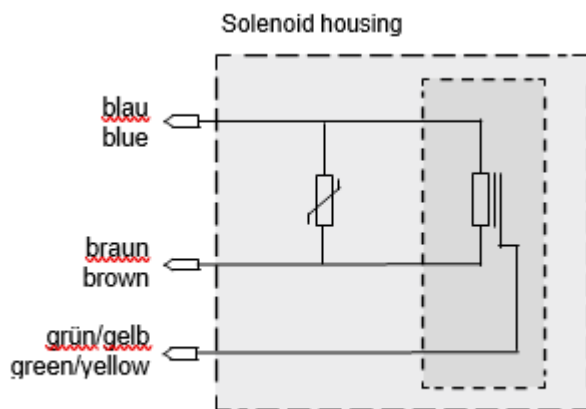 Solenoid housing
blau
blue
braun
brown
grün/gelb
green/yellow